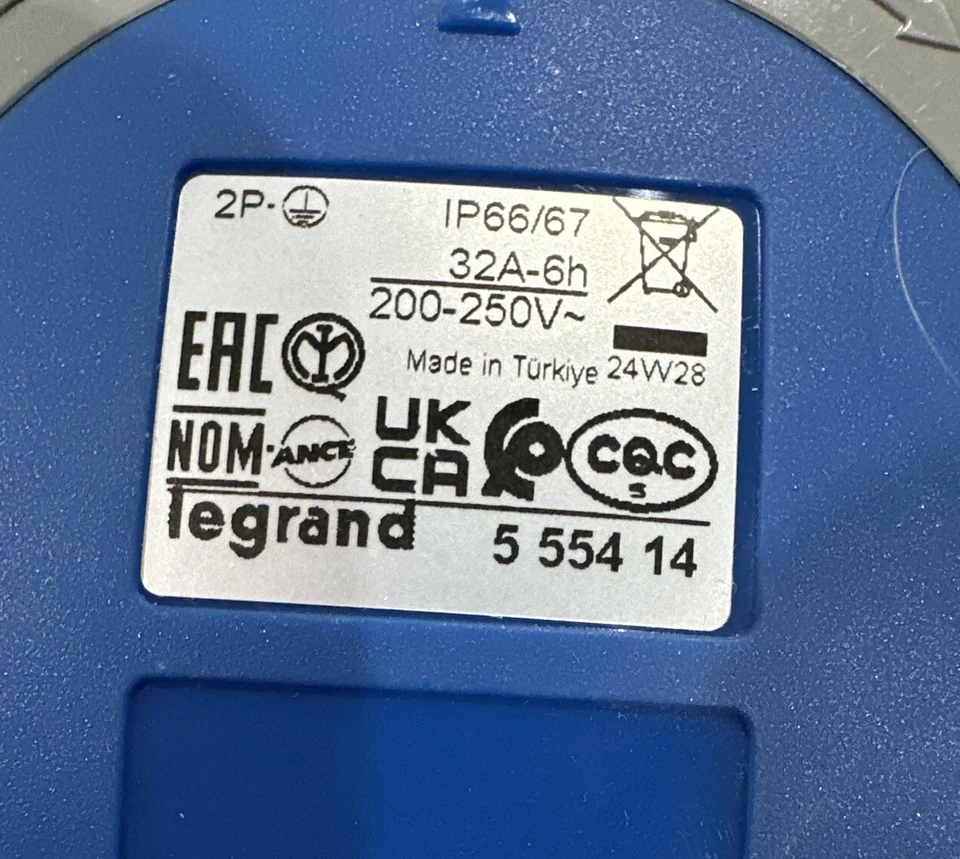 2P-⏚ IP66/67
32A-6h
200-250V~
EAC Made in Türkiye 24W28
NOM-ANCE UK CA CQC S
legrand 5 554 14